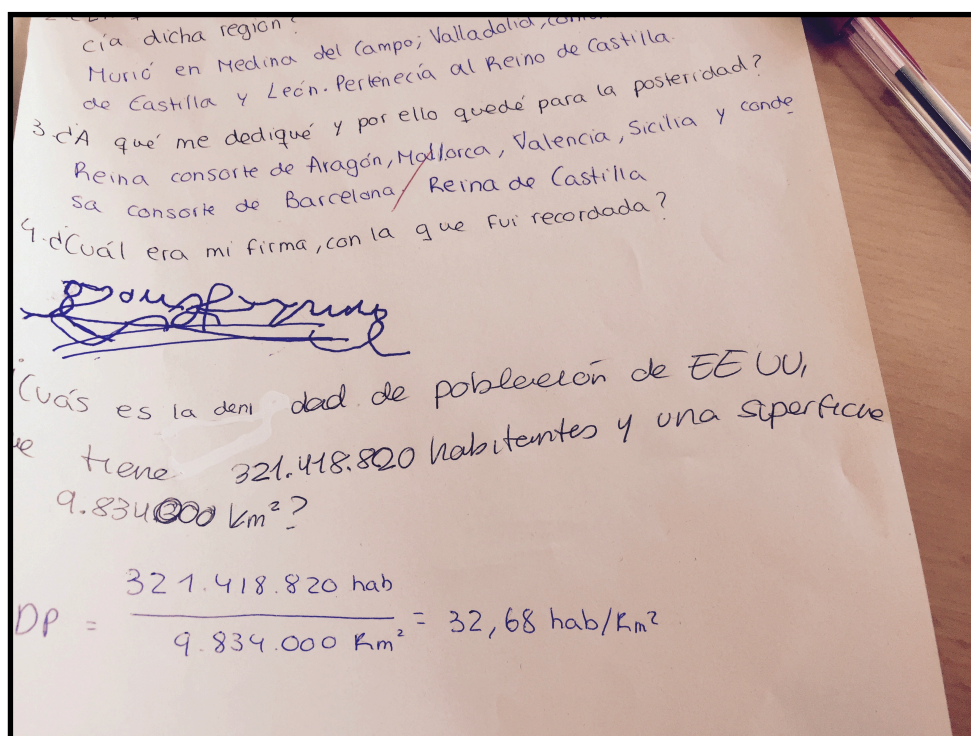 cía dicha región?
Murió en Medina del Campo; Valladolid,
de Castilla y León. Pertenecía al Reino de Castilla.
3. ¿A qué me dediqué y por ello quedé para la posteridad?
Reina consorte de Aragón, Mallorca, Valencia, Sicilia y conde
sa consorte de Barcelona, Reina de Castilla
4. ¿Cuál era mi firma, con la que fui recordada?
¿Cuás es la deni dad de población de EE UU,
tiene 321.418.820 habitentes y una superficie
9.834000 Km²?
321.418.820 hab
DP = = 32,68 hab/Km²
9.834.000 Km²